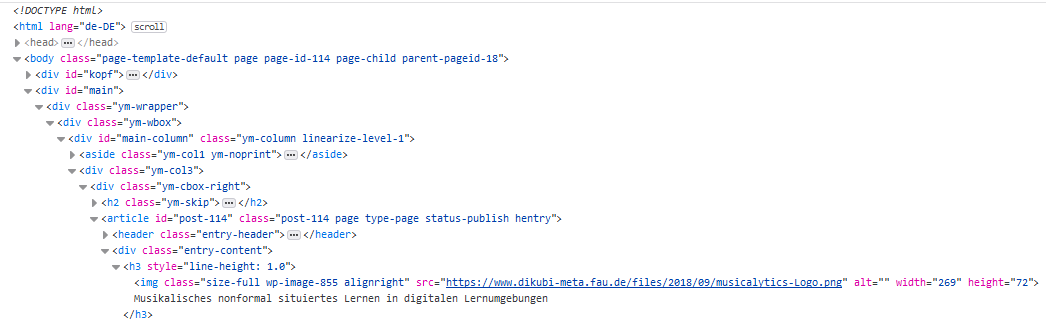 <!DOCTYPE html>
<html lang="de-DE"> scroll
<head> ... </head>
<body class="page-template-default page page-id-114 page-child parent-pageid-18">
<div id="kopf"> ... </div>
<div id="main">
<div class="ym-wrapper">
<div class="ym-wbox">
<div id="main-column" class="ym-column linearize-level-1">
<aside class="ym-col1 ym-noprint"> ... </aside>
<div class="ym-col3">
<div class="ym-cbox-right">
<h2 class="ym-skip"> ... </h2>
<article id="post-114" class="post-114 page type-page status-publish hentry">
<header class="entry-header"> ... </header>
<div class="entry-content">
<h3 style="line-height: 1.0">
<img class="size-full wp-image-855 alignright" src="https://www.dikubi-meta.fau.de/files/2018/09/musicalytics-Logo.png" alt="" width="269" height="72">
Musikalisches nonformal situiertes Lernen in digitalen Lernumgebungen
</h3>